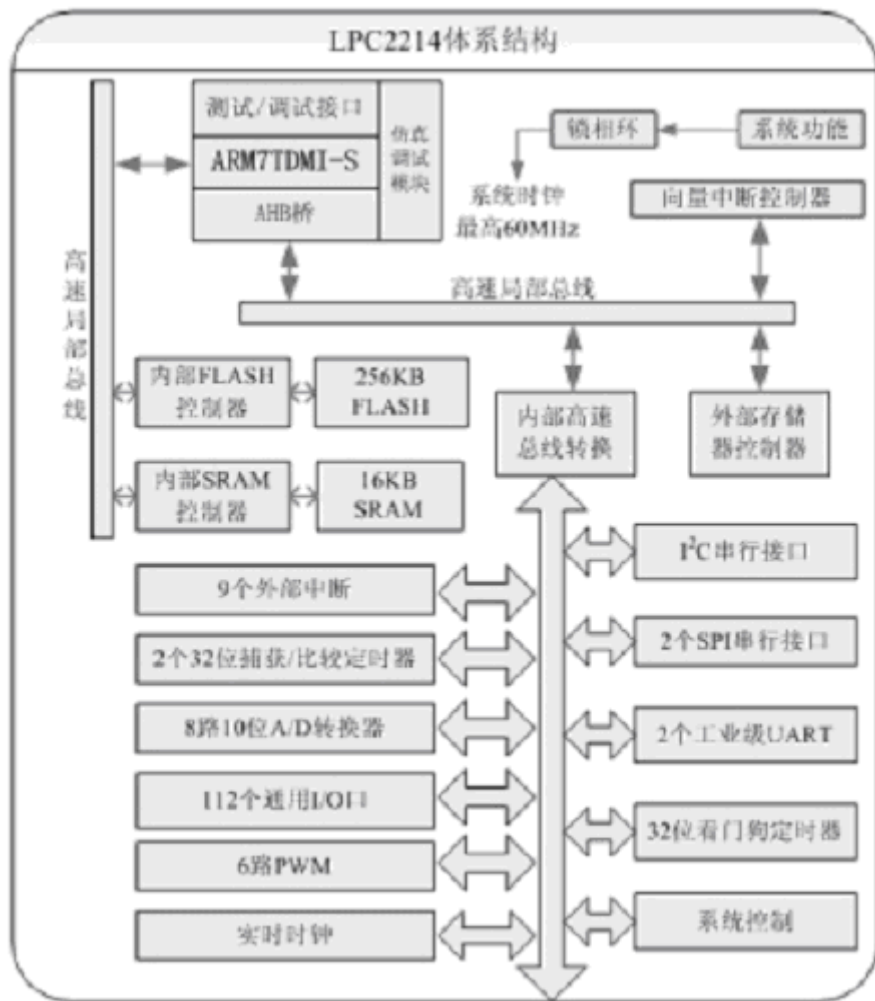 LPC2214体系结构
测试/调试接口
ARM7TDMI-S
AHB桥
仿真
调试
模块
锁相环
系统功能
系统时钟
最高60MHz
向量中断控制器
高速局部总线
高速局部总线
内部FLASH
控制器
256KB
FLASH
内部高速
总线转换
外部存储
器控制器
内部SRAM
控制器
16KB
SRAM
9个外部中断
2个32位捕获/比较定时器
8路10位A/D转换器
112个通用I/O口
6路PWM
实时时钟
I²C串行接口
2个SPI串行接口
2个工业级UART
32位看门狗定时器
系统控制